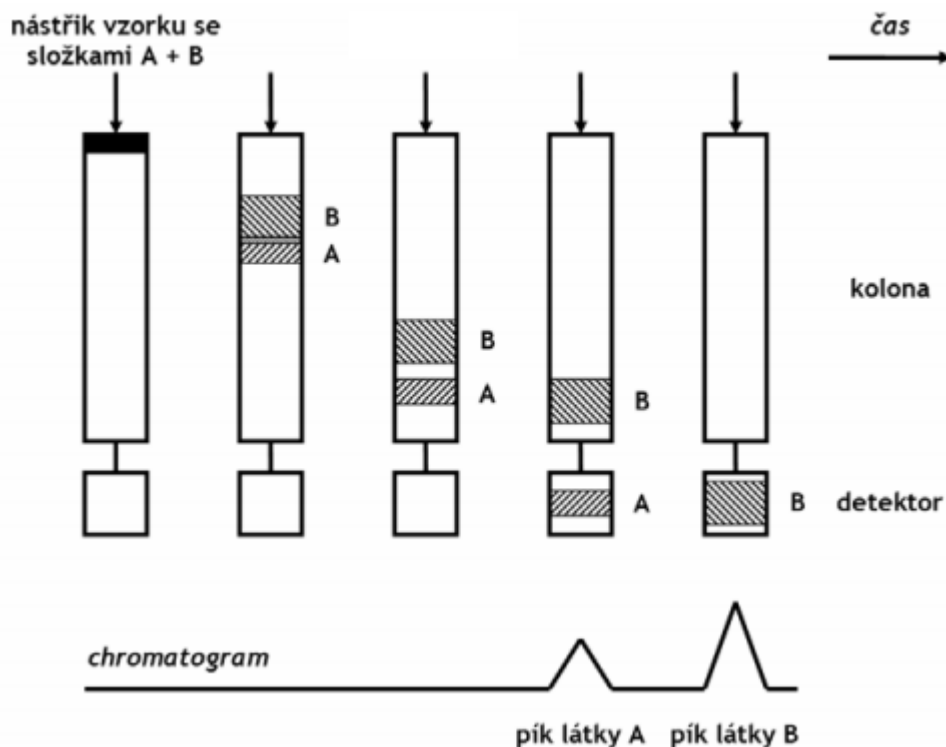 nástřik vzorku se
složkami A + B
čas
B
A
kolona
B
A
B
A
B
detektor
chromatogram
pík látky A
pík látky B